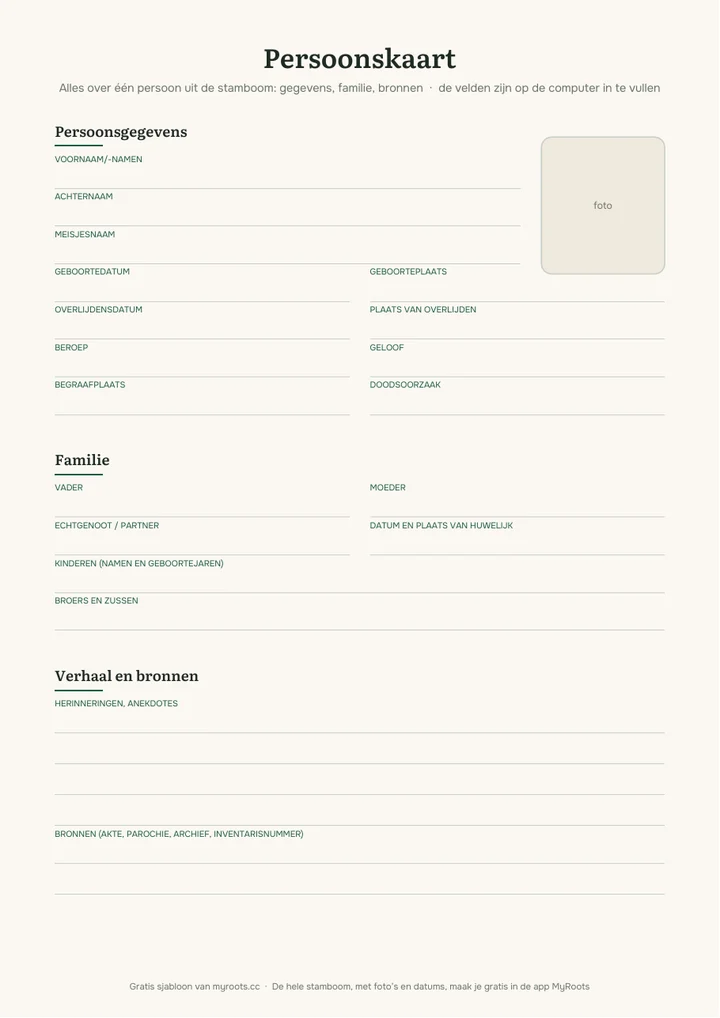 Persoonskaart
Alles over één persoon uit de stamboom: gegevens, familie, bronnen · de velden zijn op de computer in te vullen
Persoonsgegevens
VOORNAAM/-NAMEN
foto
ACHTERNAAM
MEISJESNAAM
GEBOORTEDATUM GEBOORTEPLAATS
OVERLIJDENSDATUM PLAATS VAN OVERLIJDEN
BEROEP GELOOF
BEGRAAFPLAATS DOODSOORZAAK
Familie
VADER MOEDER
ECHTGENOOT / PARTNER DATUM EN PLAATS VAN HUWELIJK
KINDEREN (NAMEN EN GEBOORTEJAREN)
BROERS EN ZUSSEN
Verhaal en bronnen
HERINNERINGEN, ANEKDOTES
BRONNEN (AKTE, PAROCHIE, ARCHIEF, INVENTARISNUMMER)
Gratis sjabloon van myroots.cc · De hele stamboom, met foto's en datums, maak je gratis in de app MyRoots